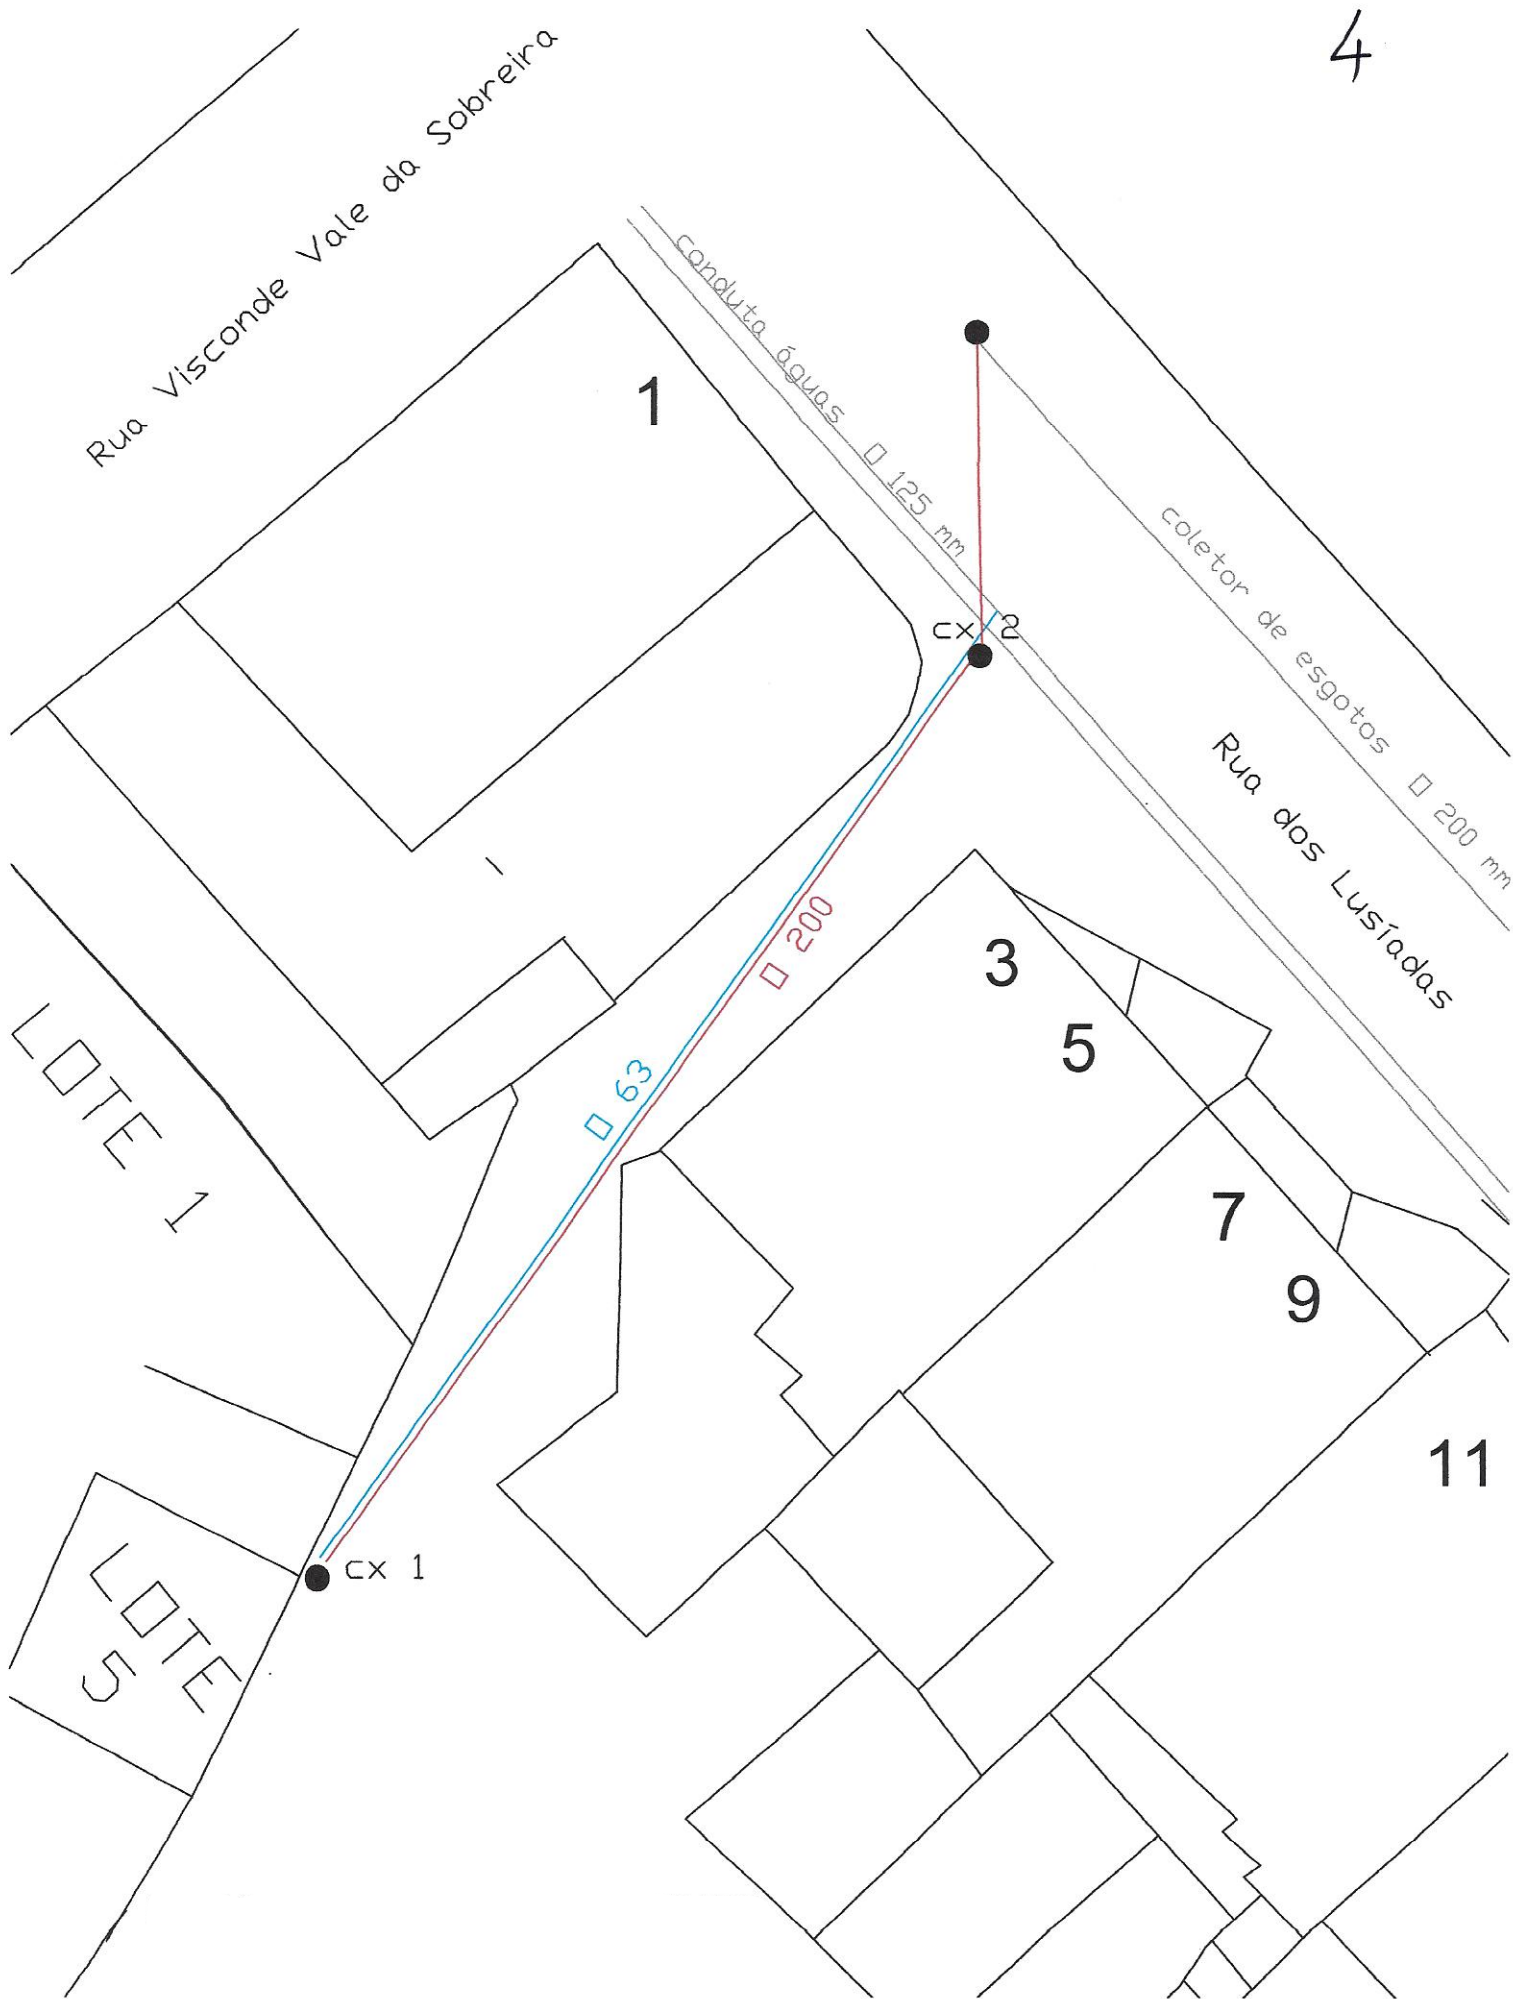 4
Rua Visconde Vale da Sobreira
conduta águas □ 125 mm
1
coletor de esgotos □ 200 mm
cx 2
Rua dos Lusíadas
□ 200
3
5
LOTE 1
□ 63
7
9
11
cx 1
LOTE
5